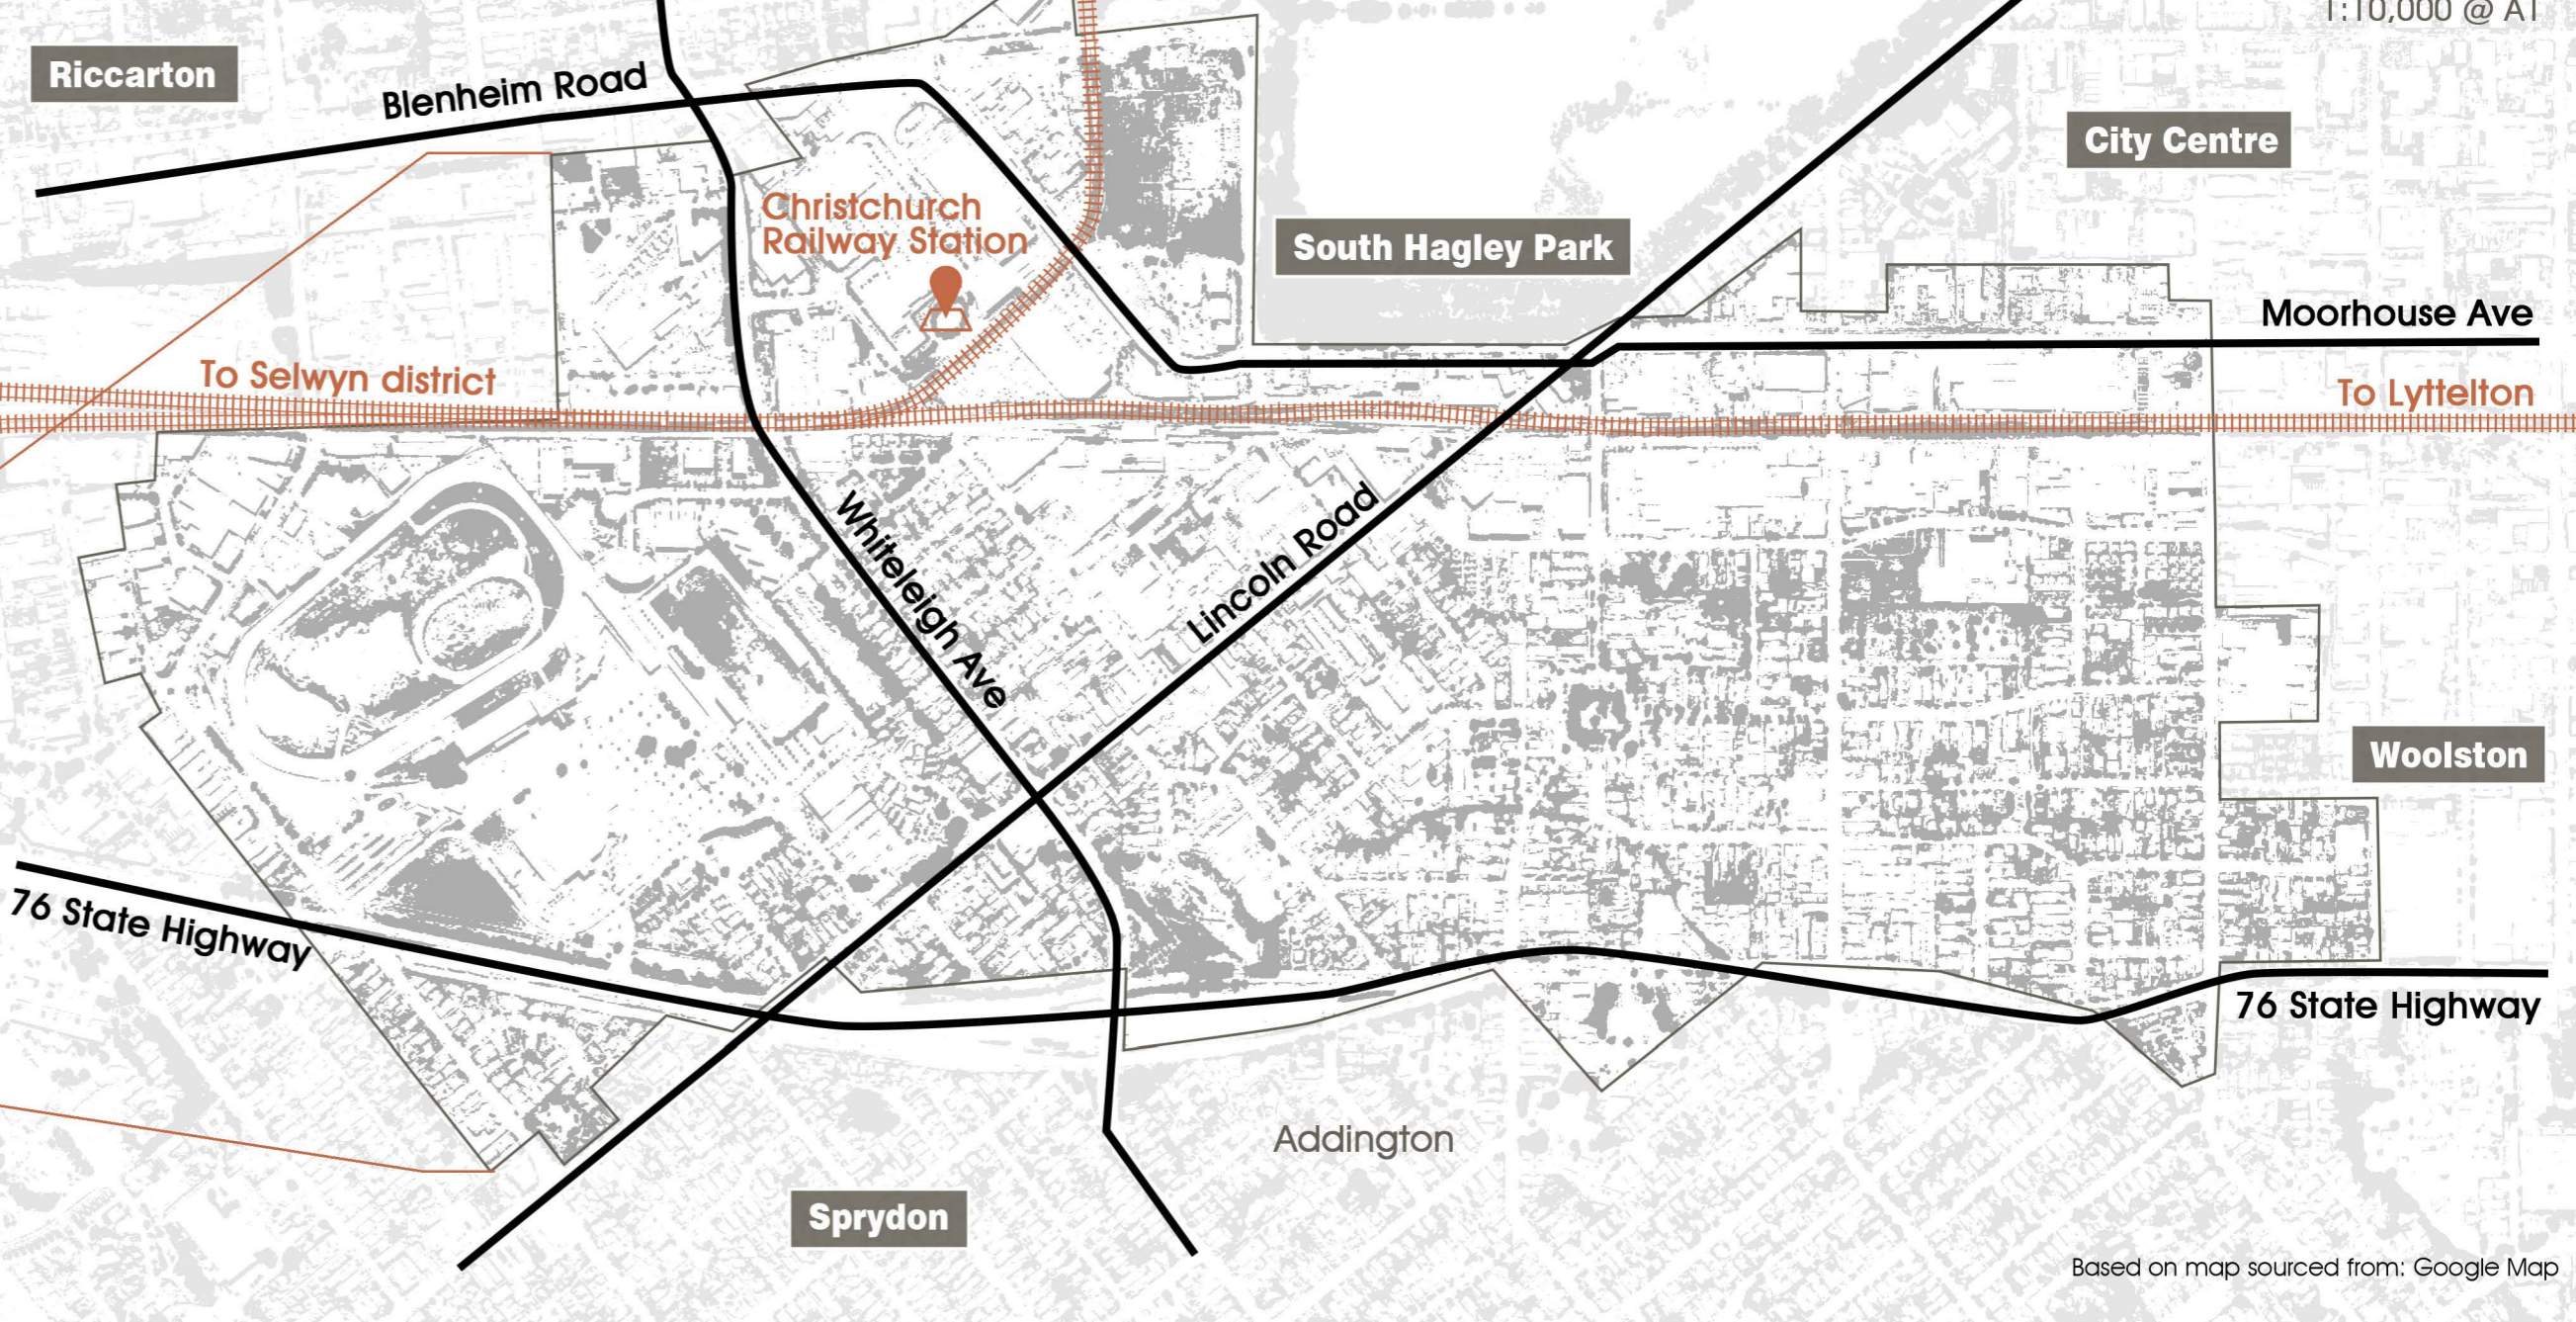 1:10,000 @ A1
Riccarton
Blenheim Road
City Centre
Christchurch
Railway Station
South Hagley Park
Moorhouse Ave
To Selwyn district
To Lyttelton
Whiteleigh Ave
Lincoln Road
Woolston
76 State Highway
76 State Highway
Addington
Sprydon
Based on map sourced from: Google Map